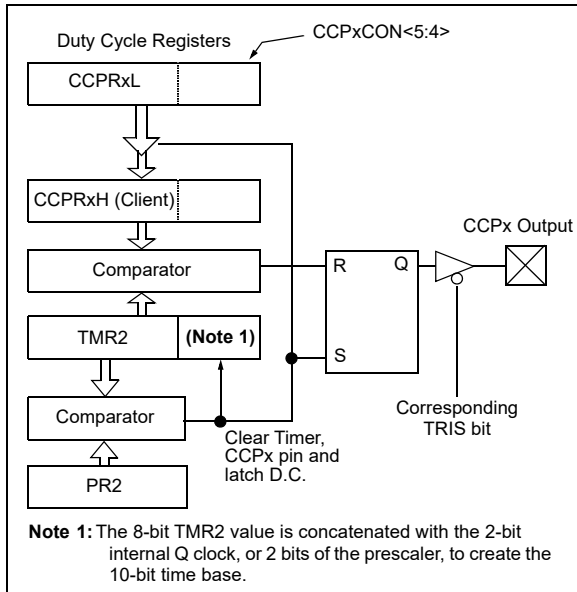 Duty Cycle Registers
CCPxCON<5:4>
CCPRxL
CCPRxH (Client)
CCPx Output
Comparator
R
Q
TMR2
(Note 1)
S
Comparator
Clear Timer,
CCPx pin and
latch D.C.
Corresponding
TRIS bit
PR2
Note 1: The 8-bit TMR2 value is concatenated with the 2-bit
internal Q clock, or 2 bits of the prescaler, to create the
10-bit time base.